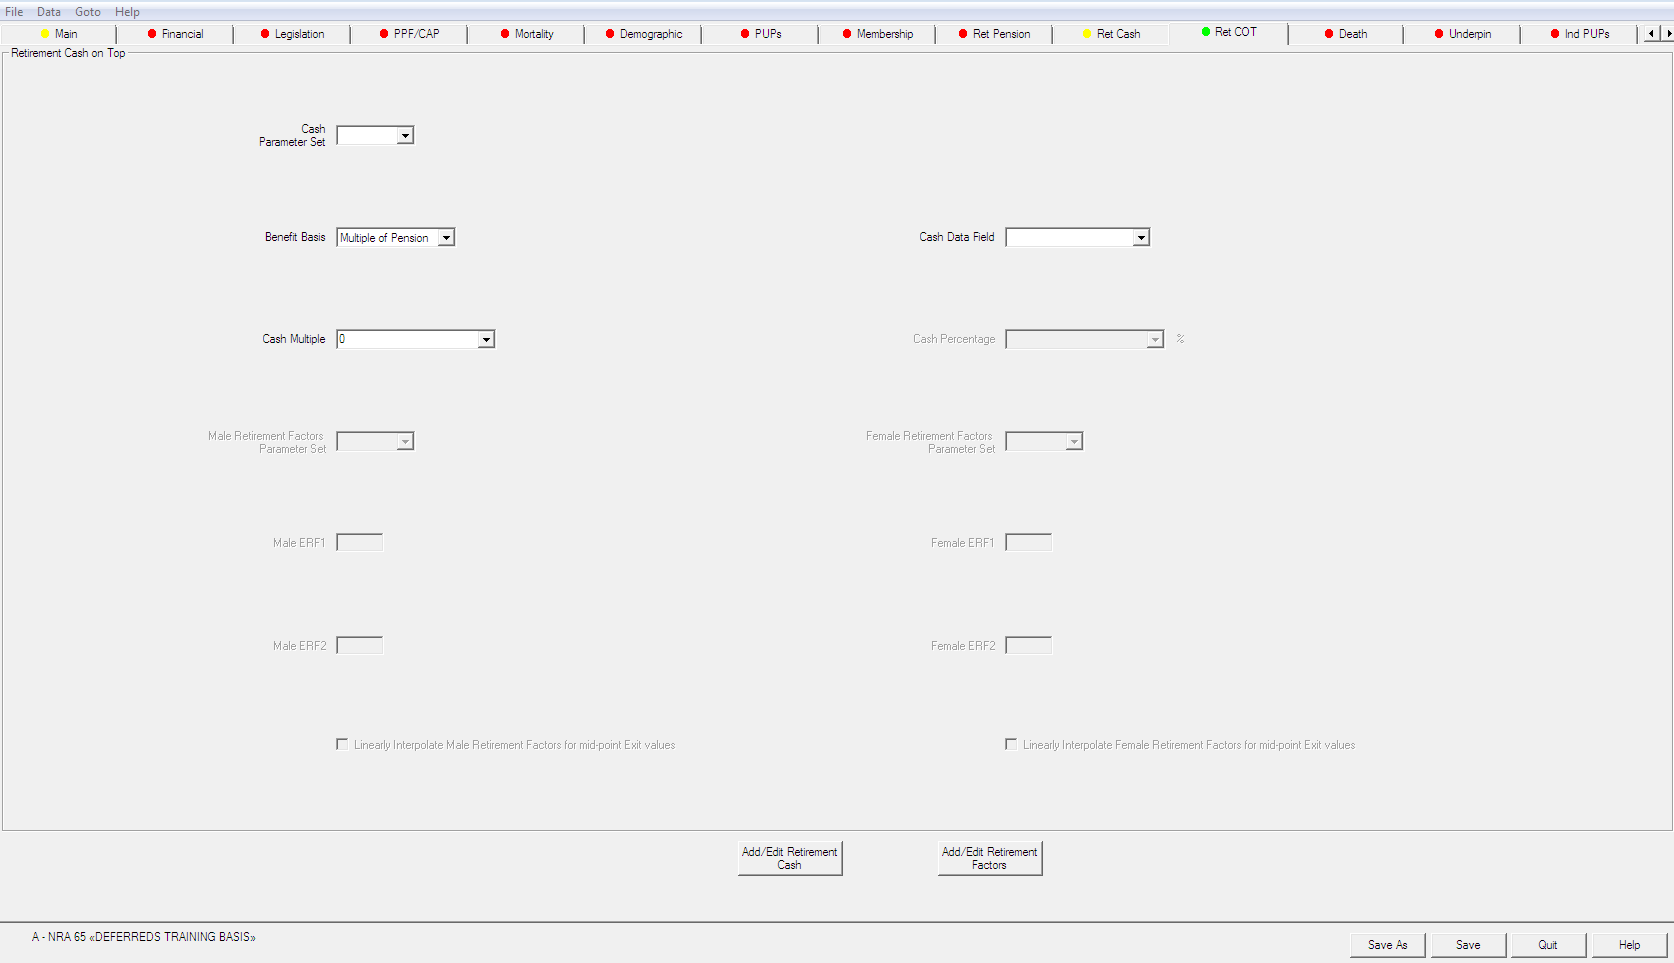 File Data Goto Help
Main Financial Legislation PPF/CAP Mortality Demographic PUPs Membership Ret Pension Ret Cash Ret COT Death Underpin Ind PUPs
Retirement Cash on Top
Cash
Parameter Set
Benefit Basis Multiple of Pension Cash Data Field
Cash Multiple 0 Cash Percentage %
Male Retirement Factors
Parameter Set
Female Retirement Factors
Parameter Set
Male ERF1 Female ERF1
Male ERF2 Female ERF2
Linearly Interpolate Male Retirement Factors for mid-point Exit values Linearly Interpolate Female Retirement Factors for mid-point Exit values
Add/Edit Retirement
Cash
Add/Edit Retirement
Factors
A - NRA 65 «DEFERREDS TRAINING BASIS»
Save As Save Quit Help